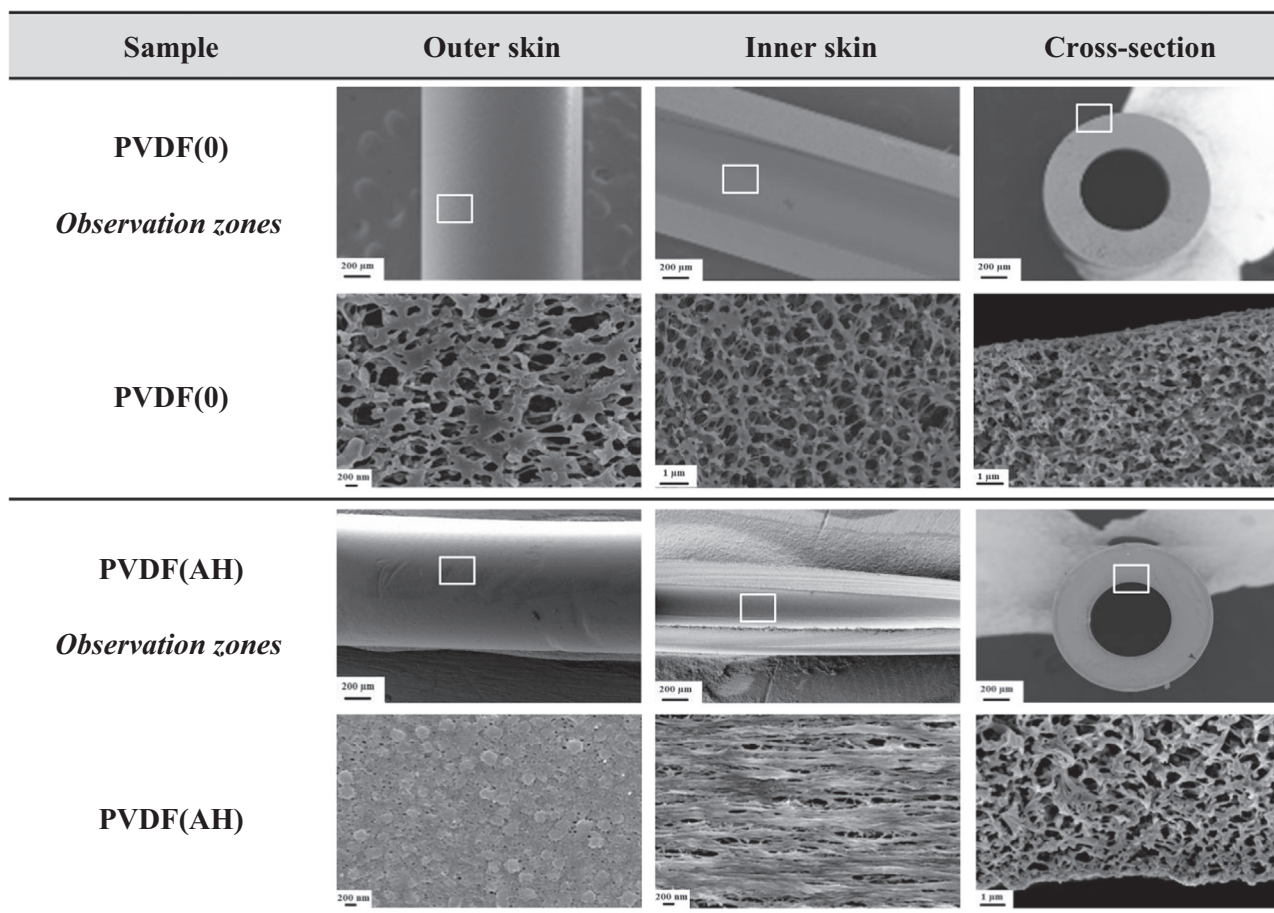 Sample Outer skin Inner skin Cross-section
PVDF(0)
Observation zones
200 µm 200 µm 200 µm
PVDF(0)
200 nm 1 µm 1 µm
PVDF(AH)
Observation zones
200 µm 200 µm 200 µm
PVDF(AH)
200 nm 200 nm 1 µm